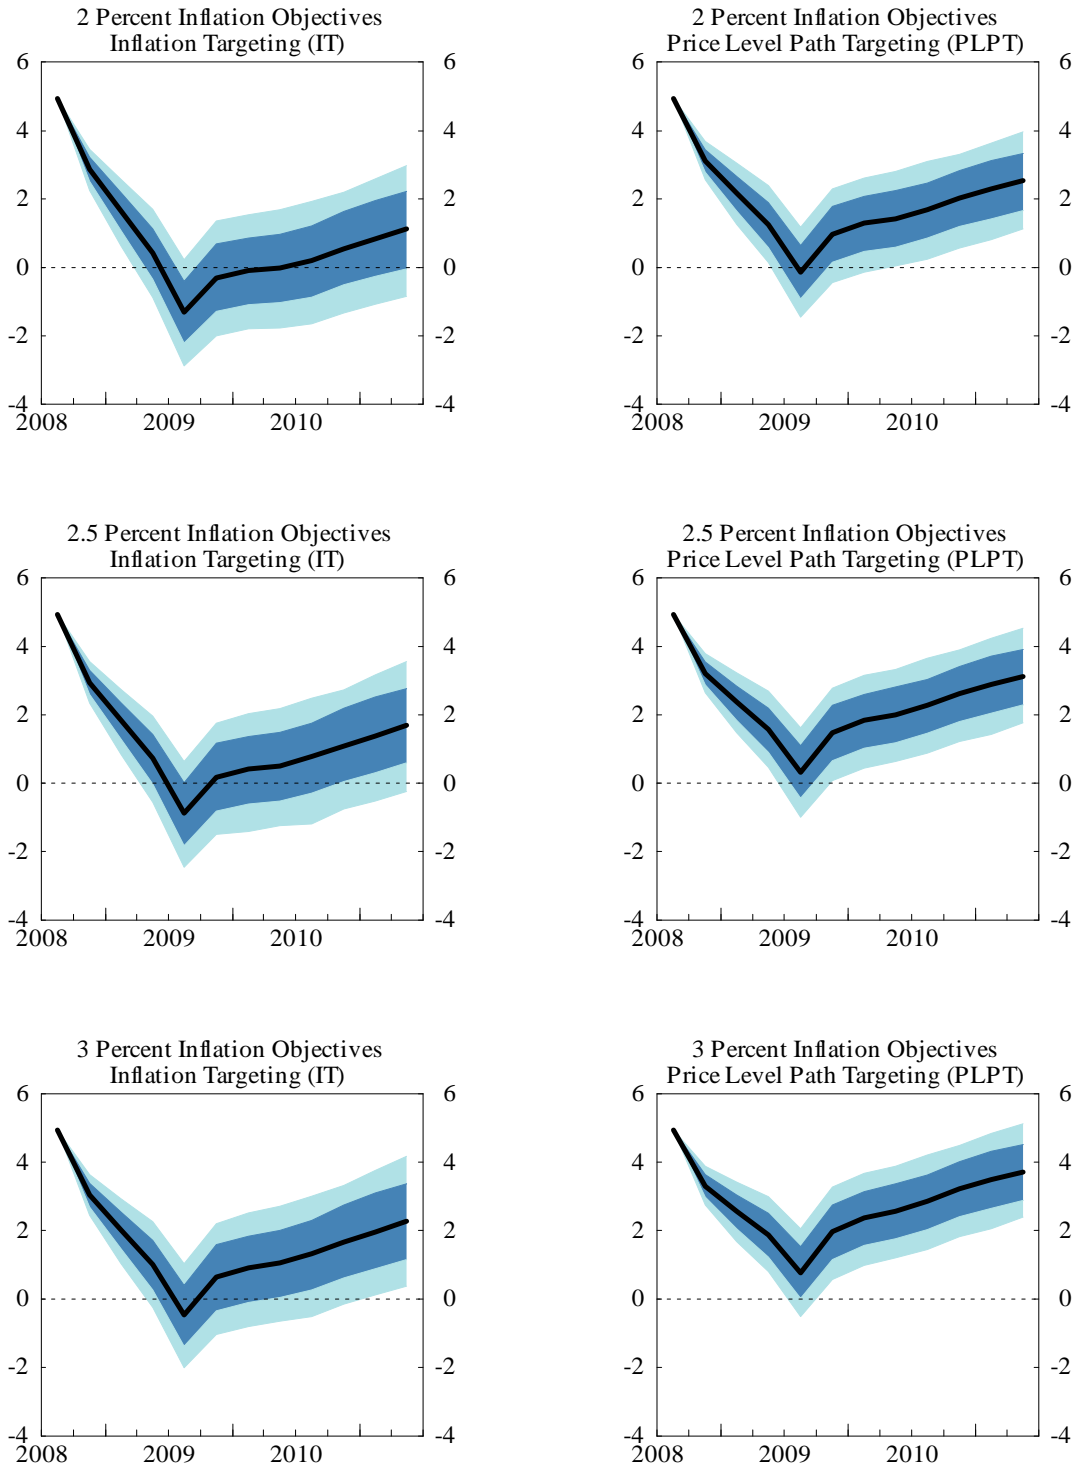 2 Percent Inflation Objectives
Inflation Targeting (IT)
6 6
4 4
2 2
0 0
-2 -2
-4 -4
2008 2009 2010
2 Percent Inflation Objectives
Price Level Path Targeting (PLPT)
6 6
4 4
2 2
0 0
-2 -2
-4 -4
2008 2009 2010
2.5 Percent Inflation Objectives
Inflation Targeting (IT)
6 6
4 4
2 2
0 0
-2 -2
-4 -4
2008 2009 2010
2.5 Percent Inflation Objectives
Price Level Path Targeting (PLPT)
6 6
4 4
2 2
0 0
-2 -2
-4 -4
2008 2009 2010
3 Percent Inflation Objectives
Inflation Targeting (IT)
6 6
4 4
2 2
0 0
-2 -2
-4 -4
2008 2009 2010
3 Percent Inflation Objectives
Price Level Path Targeting (PLPT)
6 6
4 4
2 2
0 0
-2 -2
-4 -4
2008 2009 2010